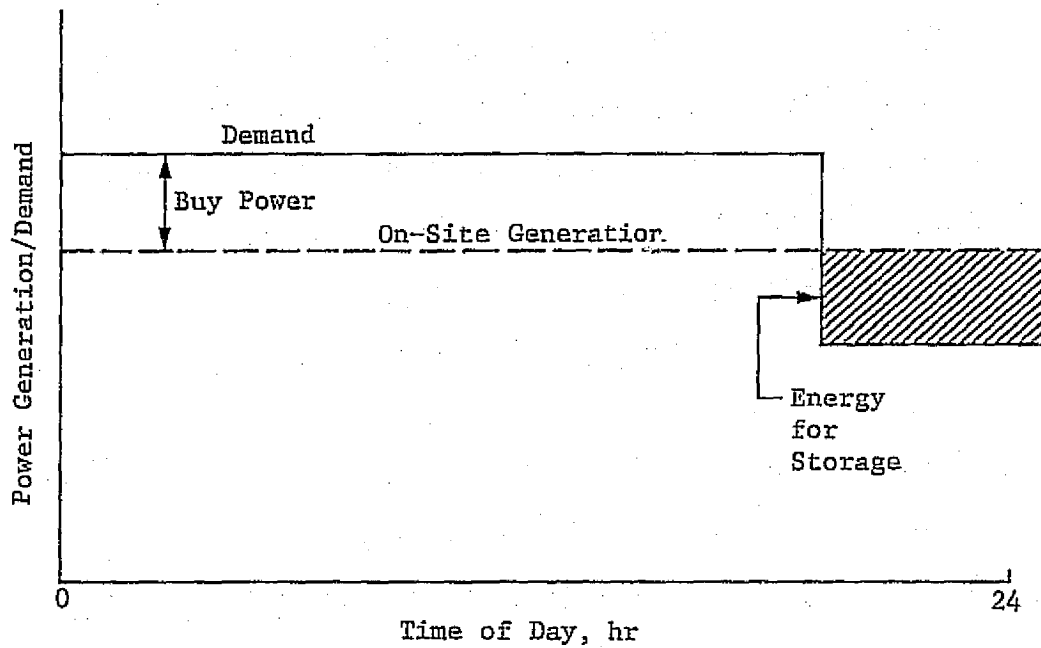 Demand
Buy Power
On-Site Generation
Energy
for
Storage
Power Generation/Demand
0
24
Time of Day, hr